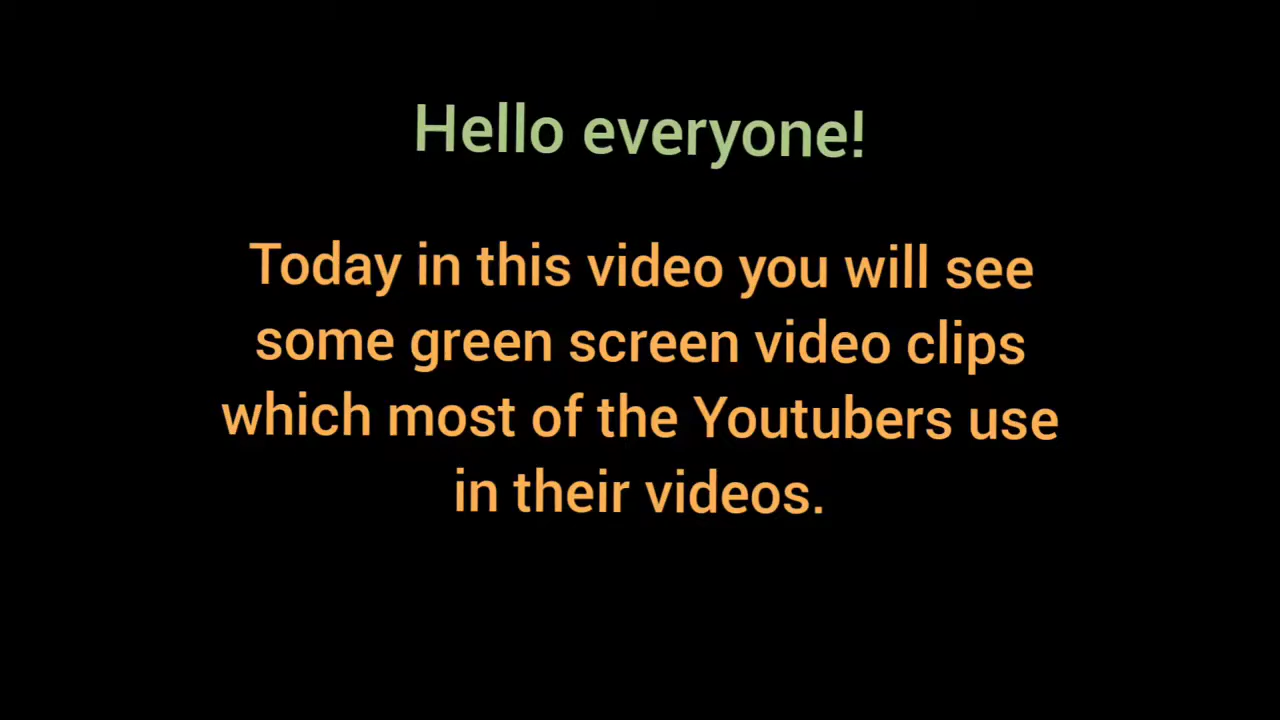 Hello everyone!
Today in this video you will see
some green screen video clips
which most of the Youtubers use
in their videos.